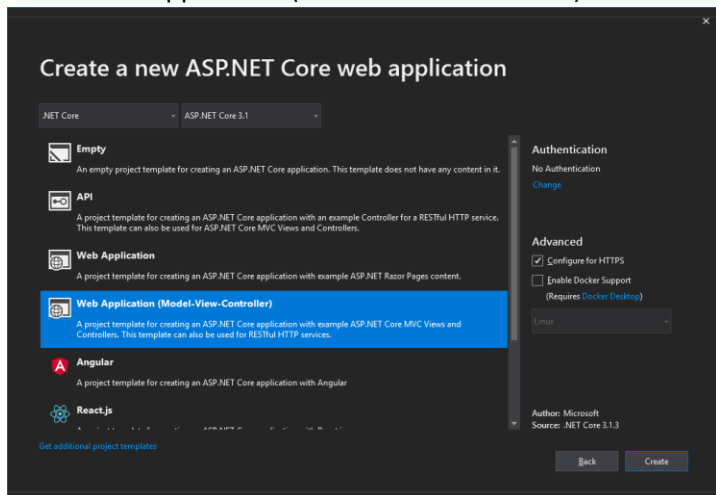 Create a new ASP.NET Core web application
.NET Core
ASP.NET Core 3.1
Empty
An empty project template for creating an ASP.NET Core application. This template does not have any content in it.
API
A project template for creating an ASP.NET Core application with an example Controller for a RESTful HTTP service.
This template can also be used for ASP.NET Core MVC Views and Controllers.
Web Application
A project template for creating an ASP.NET Core application with example ASP.NET Razor Pages content.
Web Application (Model-View-Controller)
A project template for creating an ASP.NET Core application with example ASP.NET Core MVC Views and
Controllers. This template can also be used for RESTful HTTP services.
Angular
A project template for creating an ASP.NET Core application with Angular
React.js
Get additional project templates
Authentication
No Authentication
Change
Advanced
Configure for HTTPS
Enable Docker Support
(Requires Docker Desktop)
Linux
Author: Microsoft
Source: .NET Core 3.1.3
Back
Create